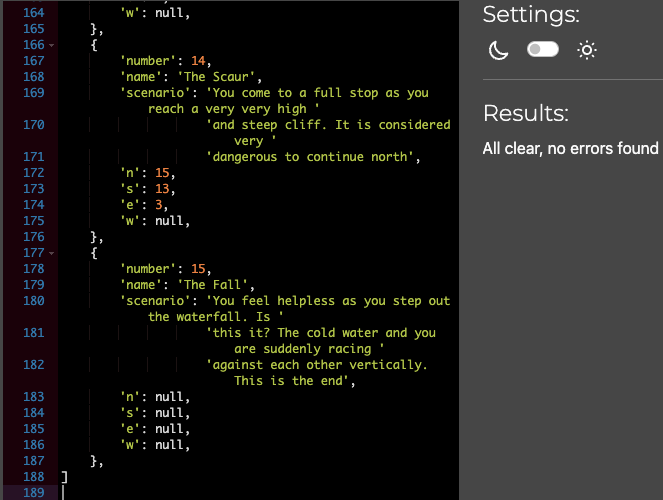 164 'w': null,
165 },
166 {
167 'number': 14,
168 'name': 'The Scaur',
169 'scenario': 'You come to a full stop as you
reach a very very high '
170 'and steep cliff. It is considered
very '
171 'dangerous to continue north',
172 'n': 15,
173 's': 13,
174 'e': 3,
175 'w': null,
176 },
177 {
178 'number': 15,
179 'name': 'The Fall',
180 'scenario': 'You feel helpless as you step out
the waterfall. Is '
181 'this it? The cold water and you
are suddenly racing '
182 'against each other vertically.
This is the end',
183 'n': null,
184 's': null,
185 'e': null,
186 'w': null,
187 },
188 ]
189
Settings:
Results:
All clear, no errors found